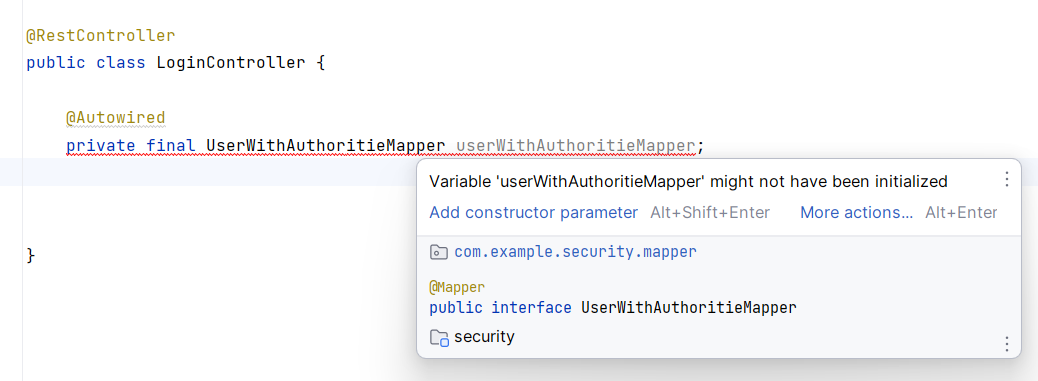 @RestController
public class LoginController {
@Autowired
private final UserWithAuthoritieMapper userWithAuthoritieMapper;
Variable 'userWithAuthoritieMapper' might not have been initialized
Add constructor parameter Alt+Shift+Enter More actions... Alt+Enter
com.example.security.mapper
@Mapper
public interface UserWithAuthoritieMapper
security
}